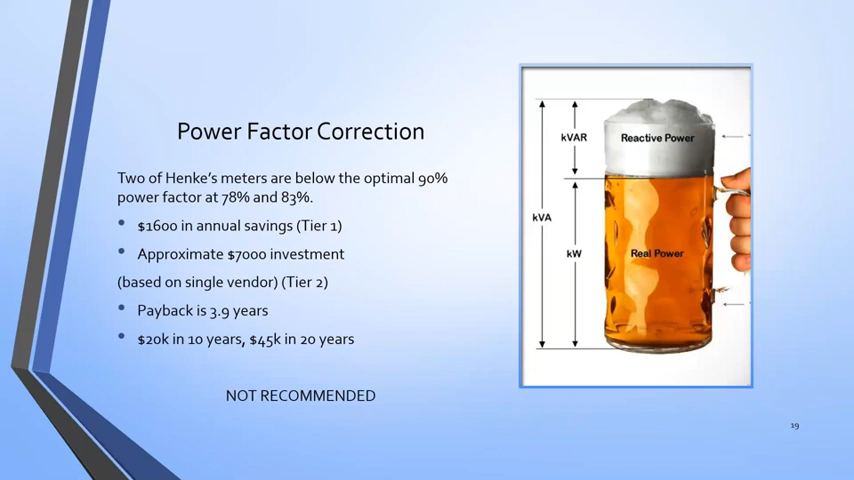 Power Factor Correction
Two of Henke's meters are below the optimal 90%
power factor at 78% and 83%.
• $1600 in annual savings (Tier 1)
• Approximate $7000 investment
(based on single vendor) (Tier 2)
• Payback is 3.9 years
• $20k in 10 years, $45k in 20 years
NOT RECOMMENDED
kVAR
Reactive Power
kVA
kW
Real Power
19